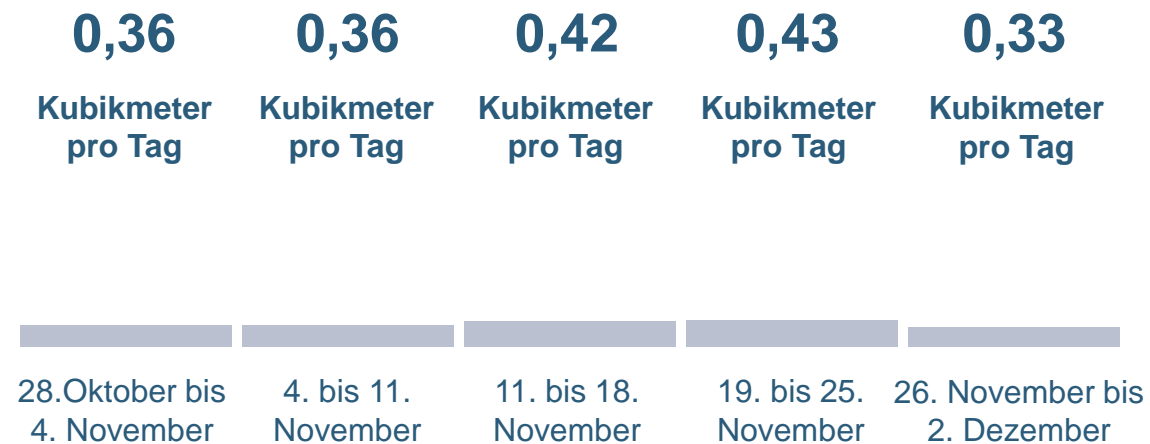 0,36 0,36 0,42 0,43 0,33
Kubikmeter Kubikmeter Kubikmeter Kubikmeter Kubikmeter
pro Tag pro Tag pro Tag pro Tag pro Tag
28.Oktober bis 4. bis 11. 11. bis 18. 19. bis 25. 26. November bis
4. November November November November 2. Dezember